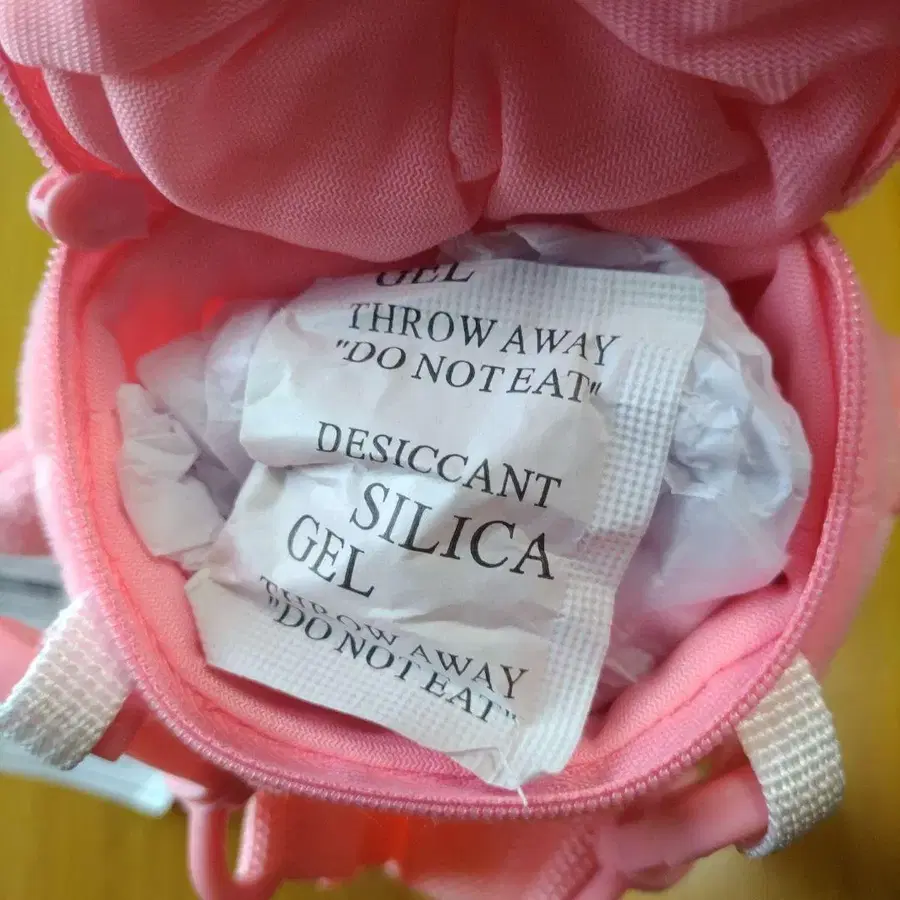 GEL
THROW AWAY
"DO NOT EAT"
DESICCANT
SILICA
GEL
THROW AWAY
"DO NOT EAT"